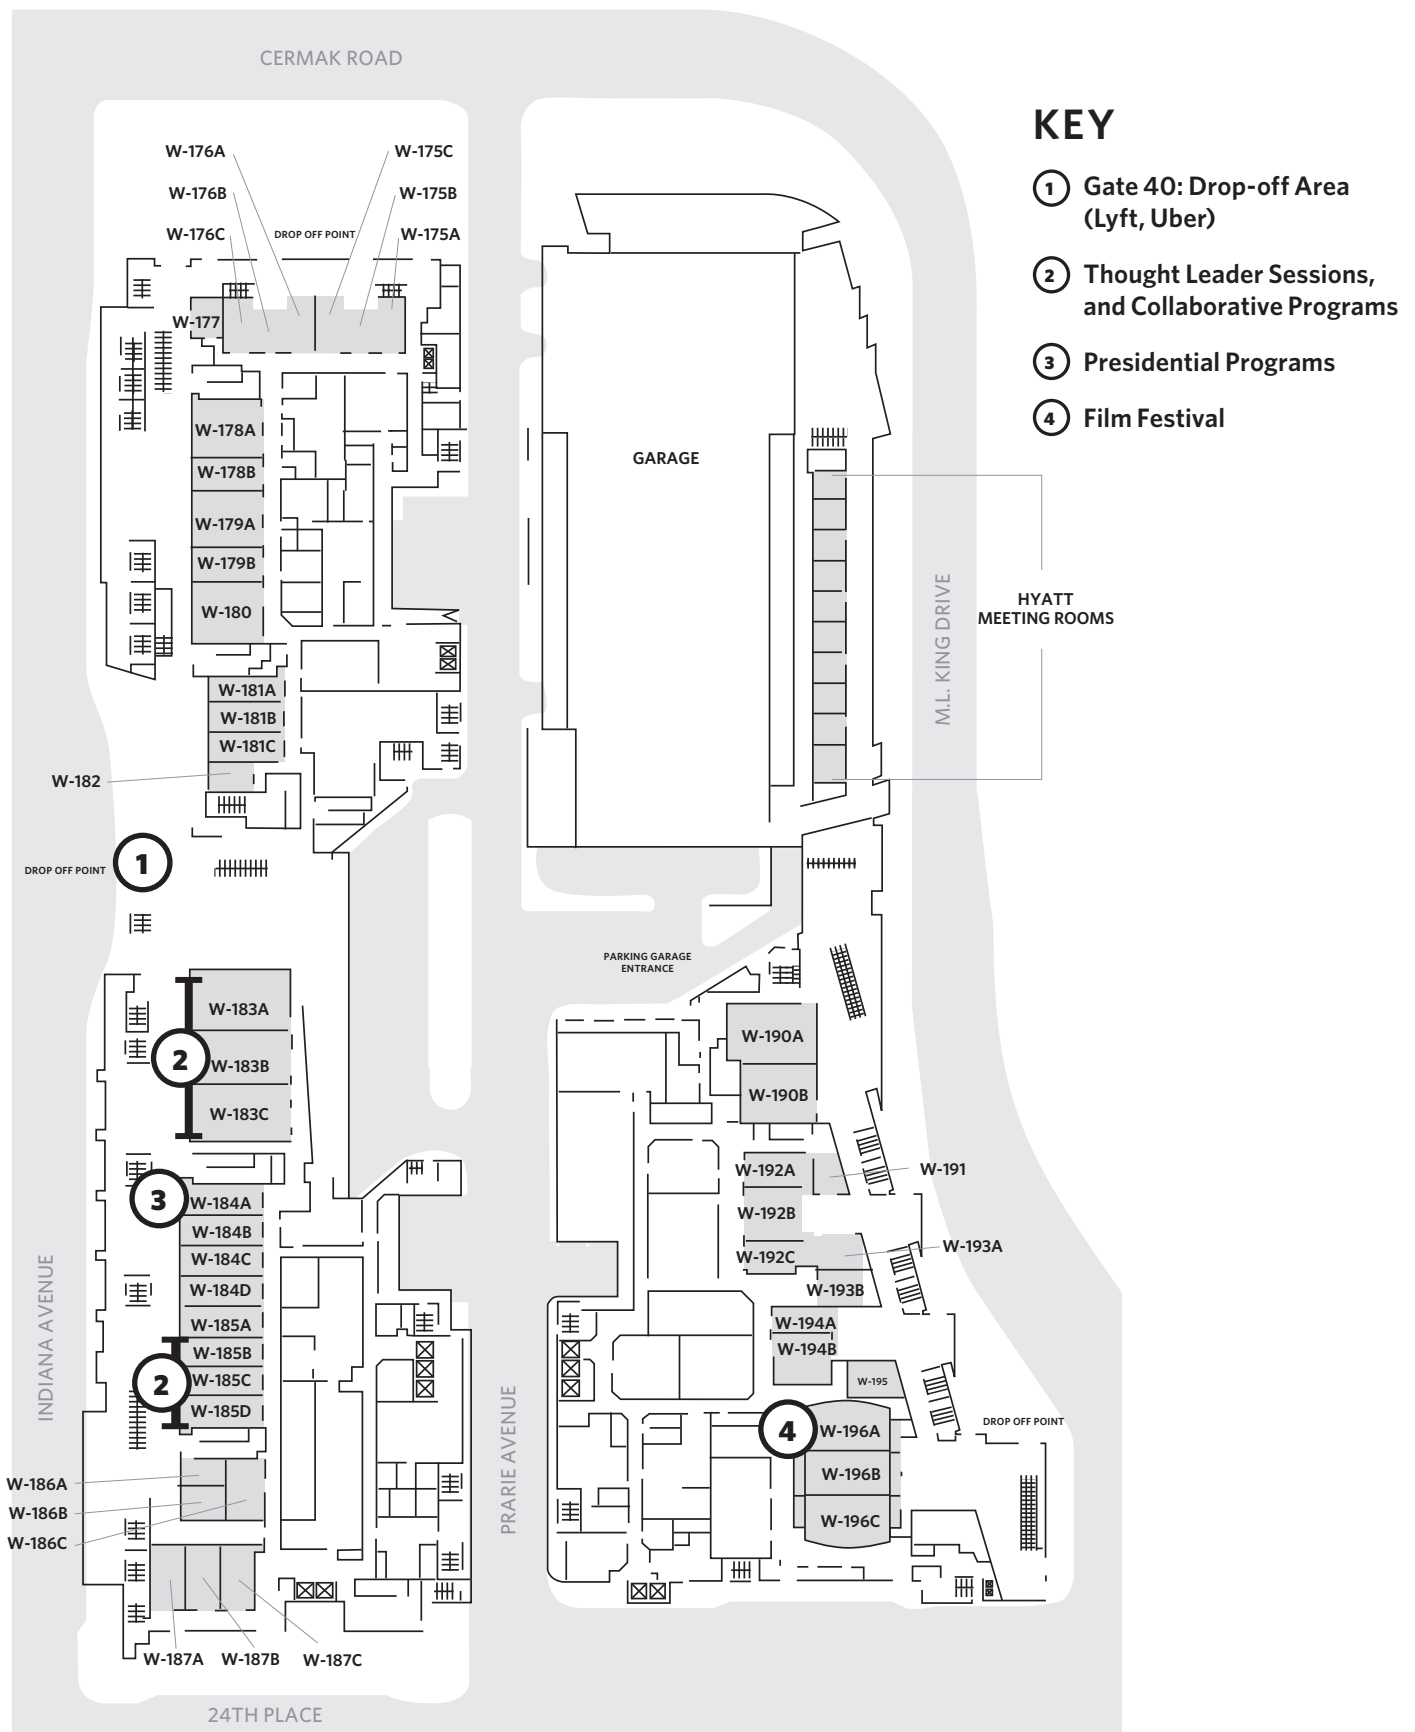 CERMAK ROAD
KEY
1 Gate 40: Drop-off Area
(Lyft, Uber)
2 Thought Leader Sessions,
and Collaborative Programs
3 Presidential Programs
4 Film Festival
W-176A
W-175C
W-176B
W-175B
W-176C
DROP OFF POINT
W-175A
W-177
W-178A
W-178B
W-179A
W-179B
W-180
W-181A
W-181B
W-181C
W-182
GARAGE
HYATT
MEETING ROOMS
M.L. KING DRIVE
DROP OFF POINT
1
PARKING GARAGE
ENTRANCE
W-183A
2
W-183B
W-183C
3
W-184A
W-184B
W-184C
W-184D
W-185A
W-185B
2
W-185C
W-185D
INDIANA AVENUE
W-186A
W-186B
W-186C
W-187A
W-187B
W-187C
PRARIE AVENUE
W-190A
W-190B
W-192A
W-191
W-192B
W-192C
W-193A
W-193B
W-194A
W-194B
W-195
4
W-196A
W-196B
W-196C
DROP OFF POINT
24TH PLACE